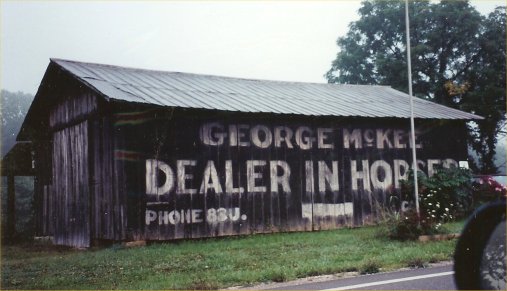 GEORGE McKEE
DEALER IN HORSES
PHONE 83J.